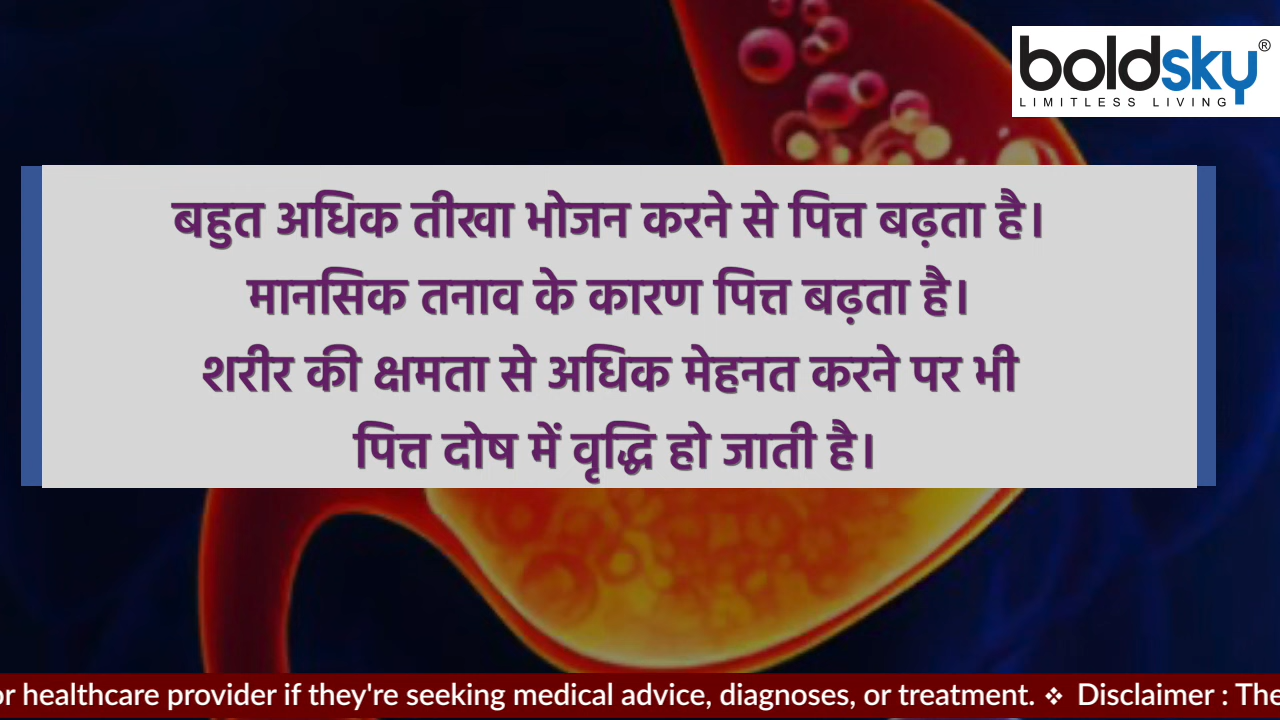 boldsky®
LIMITLESS LIVING
बहुत अधिक तीखा भोजन करने से पित्त बढ़ता है।
मानसिक तनाव के कारण पित्त बढ़ता है।
शरीर की क्षमता से अधिक मेहनत करने पर भी
पित्त दोष में वृद्धि हो जाती है।
or healthcare provider if they're seeking medical advice, diagnoses, or treatment. ❖ Disclaimer : The